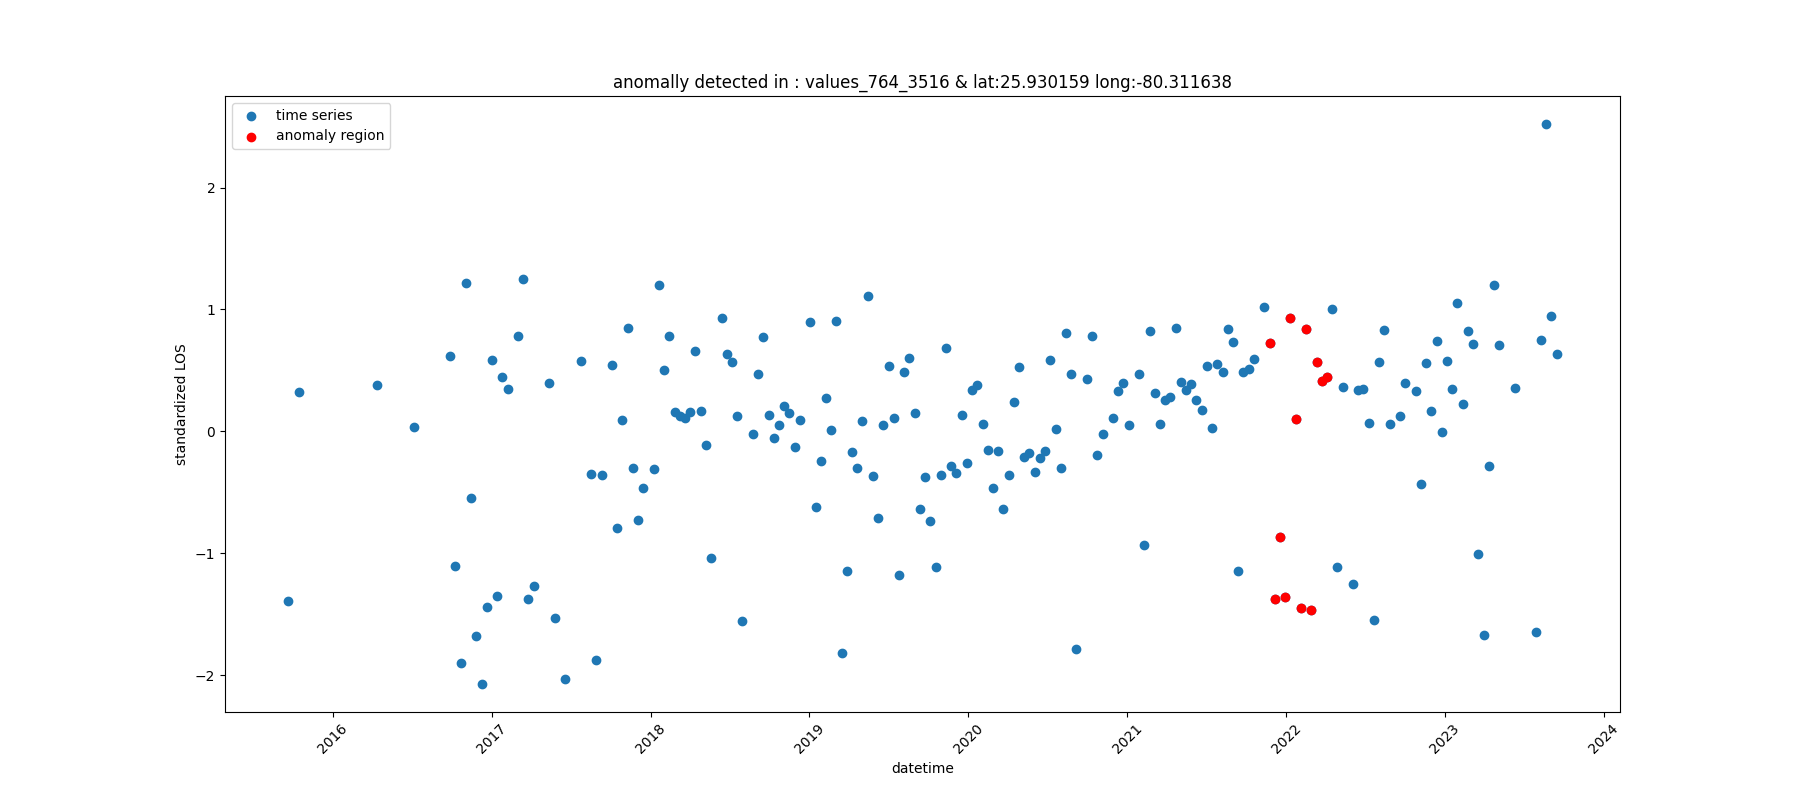 anomally detected in : values_764_3516 & lat:25.930159 long:-80.311638
time series
anomaly region
standardized LOS
2
1
0
−1
−2
2016
2017
2018
2019
2020
2021
2022
2023
2024
datetime